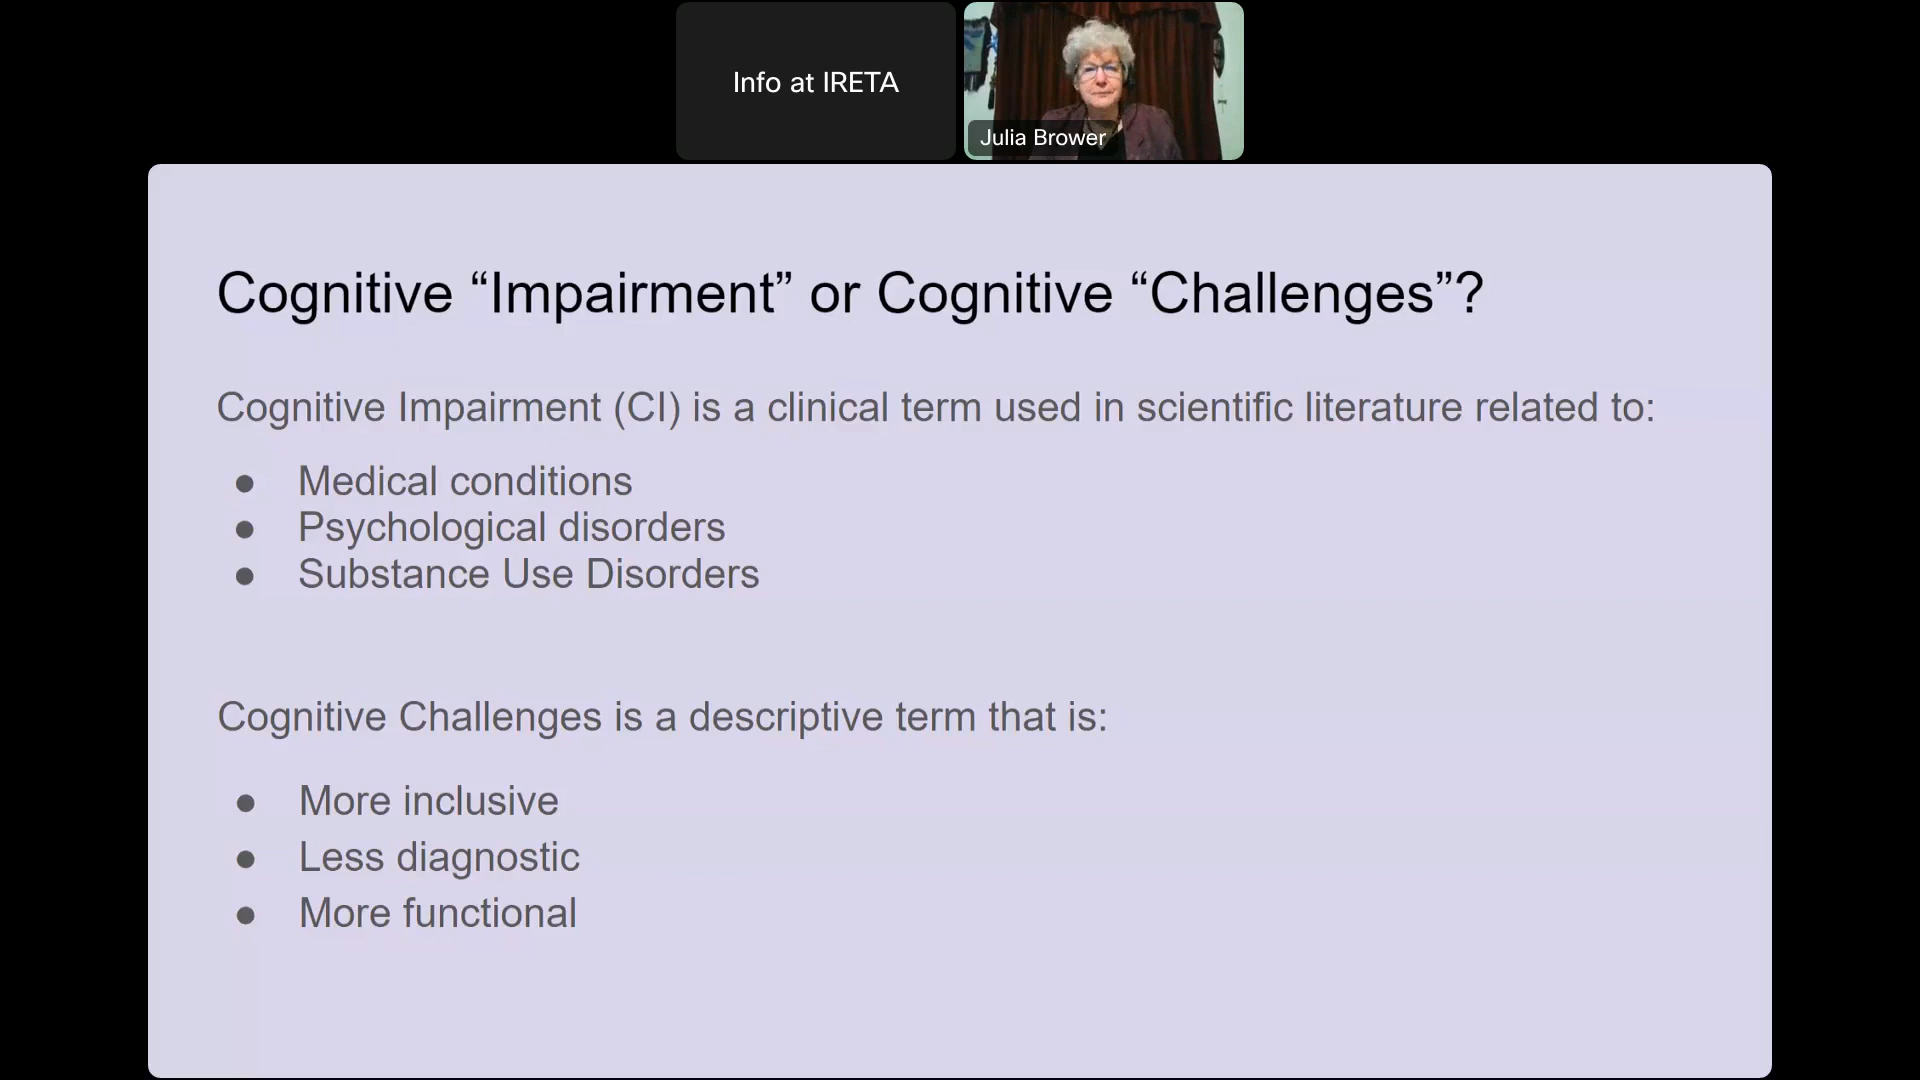 Info at IRETA
Julia Brower
Cognitive “Impairment” or Cognitive “Challenges”?
Cognitive Impairment (CI) is a clinical term used in scientific literature related to:
● Medical conditions
● Psychological disorders
● Substance Use Disorders
Cognitive Challenges is a descriptive term that is:
● More inclusive
● Less diagnostic
● More functional